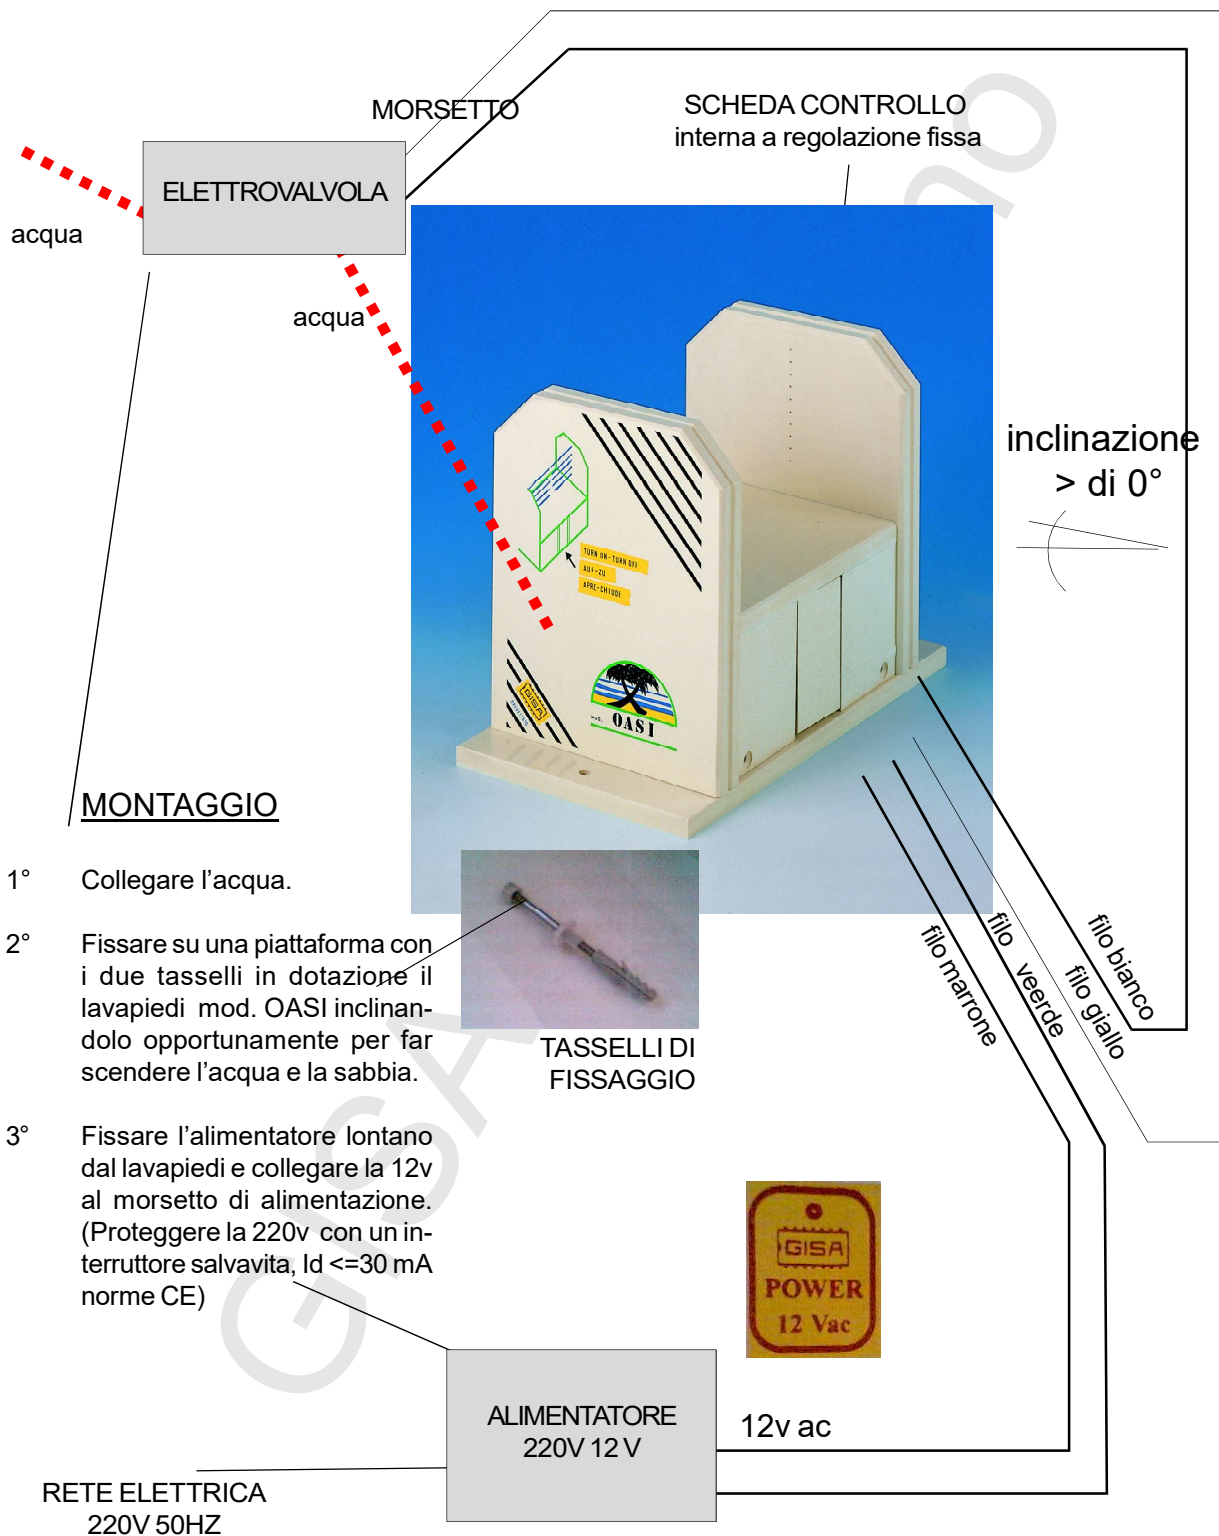 MORSETTO
SCHEDA CONTROLLO
interna a regolazione fissa
ELETTROVALVOLA
acqua
acqua
inclinazione
> di 0°
TURN ON-TURN OFF
AUF-ZU
APRE-CHIUDE
GISA
MOD. OASI
MONTAGGIO
1° Collegare l’acqua.
2° Fissare su una piattaforma con
i due tasselli in dotazione il
lavapiedi mod. OASI inclinan-
dolo opportunamente per far
scendere l’acqua e la sabbia.
3° Fissare l’alimentatore lontano
dal lavapiedi e collegare la 12v
al morsetto di alimentazione.
(Proteggere la 220v con un in-
terruttore salvavita, Id <=30 mA
norme CE)
TASSELLI DI
FISSAGGIO
filo marrone
filo veerde
filo giallo
filo bianco
GISA
POWER
12 Vac
ALIMENTATORE
220V 12 V
12v ac
RETE ELETTRICA
220V 50HZ
GISA
no